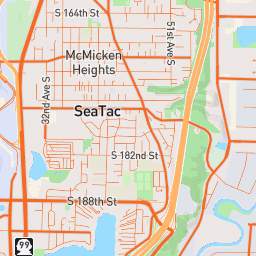 S 164th St
51st Ave S
McMicken
Heights
32nd Ave S
SeaTac
S 182nd St
S 188th St
99